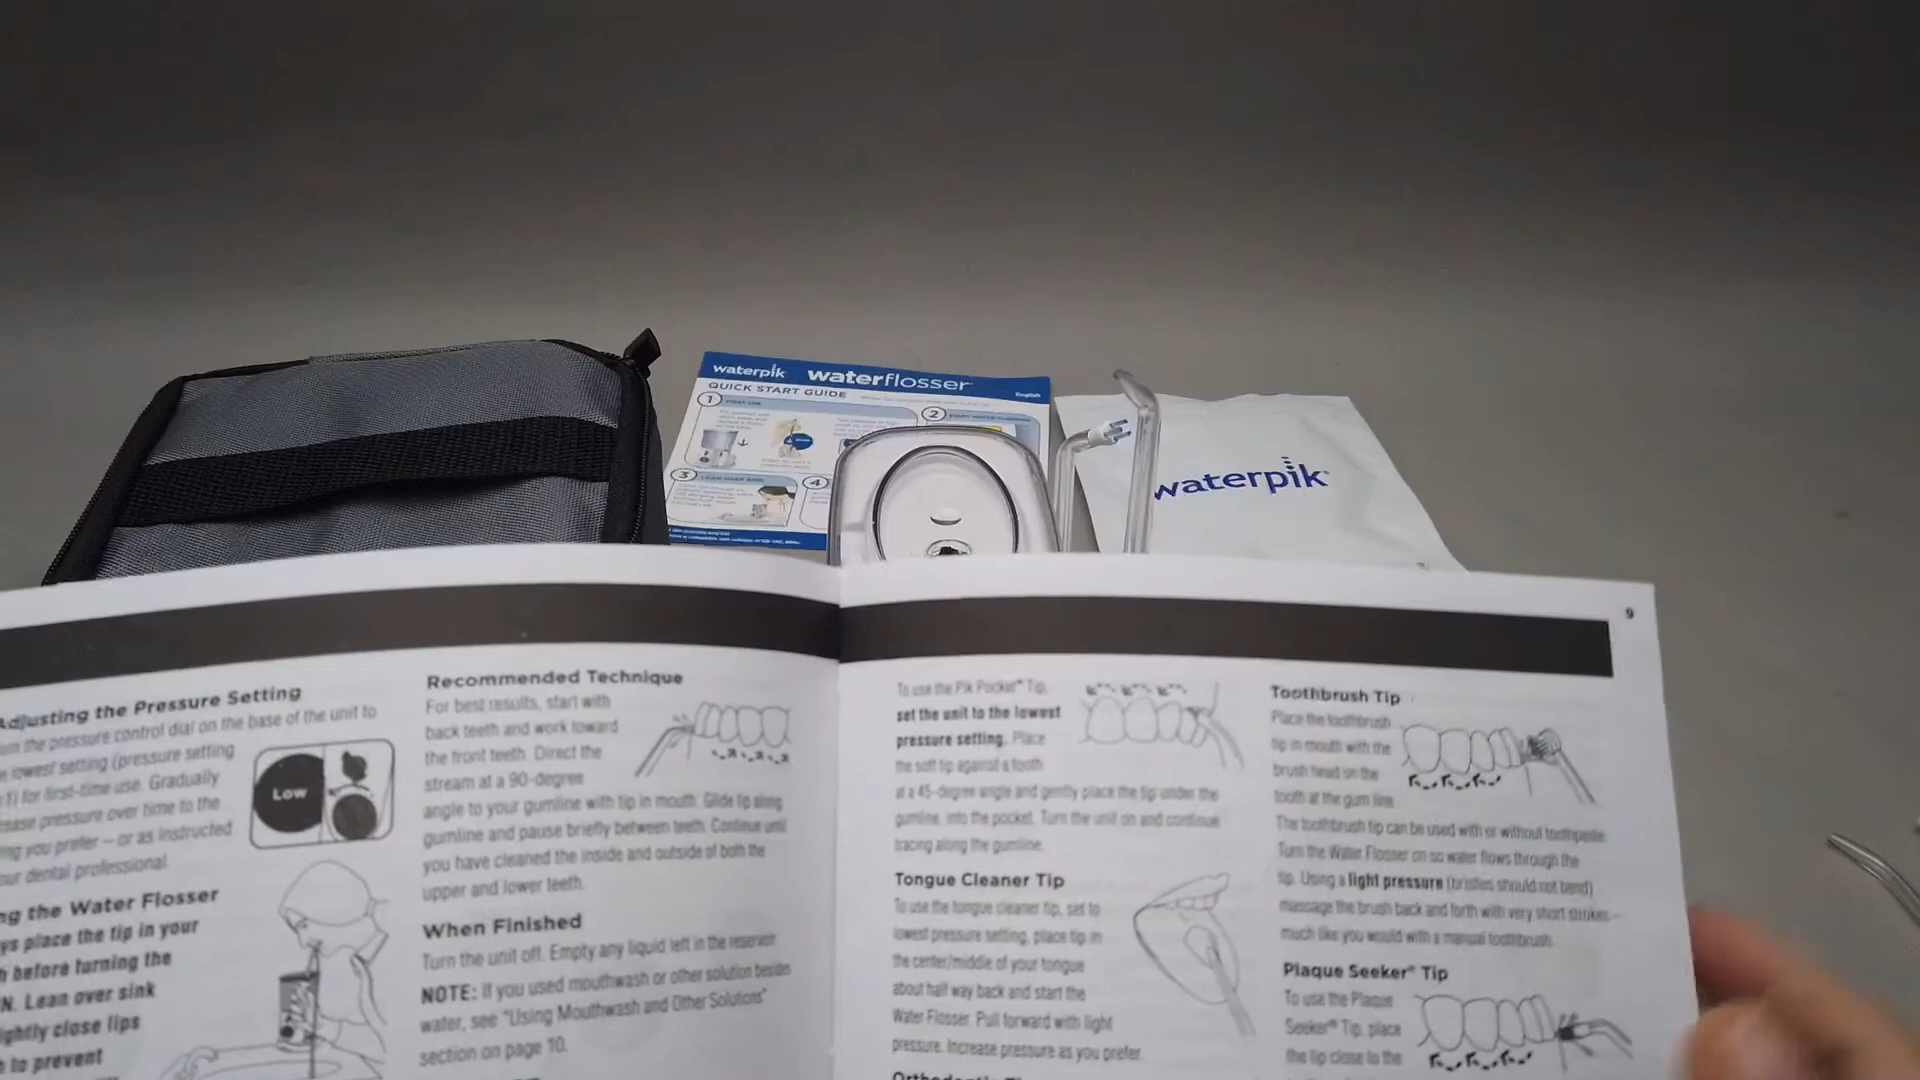 waterpik waterflosser
QUICK START GUIDE
English
1 FIRST USE
2
3 LEAN OVER SINK
4
waterpik
9
Adjusting the Pressure Setting
the pressure control dial on the base of the unit to
lowest setting (pressure setting
for first-time use. Gradually
pressure over time to the
you prefer – or as instructed
dental professional.
Low
the Water Flosser
place the tip in your
before turning the
Lean over sink
close lips
to prevent
Recommended Technique
For best results, start with
back teeth and work toward
the front teeth. Direct the
stream at a 90-degree
angle to your gumline with tip in mouth. Glide tip along
gumline and pause briefly between teeth. Continue until
you have cleaned the inside and outside of both the
upper and lower teeth.
When Finished
Turn the unit off. Empty any liquid left in the reservoir.
NOTE: If you used mouthwash or other solution besides
water, see "Using Mouthwash and Other Solutions"
section on page 10.
To use the Pik Pocket® Tip,
set the unit to the lowest
pressure setting. Place
the soft tip against a tooth
at a 45-degree angle and gently place the tip under the
gumline, into the pocket. Turn the unit on and continue
tracing along the gumline.
Tongue Cleaner Tip
To use the tongue cleaner tip, set to
lowest pressure setting, place tip in
the center/middle of your tongue
about half way back and start the
Water Flosser. Pull forward with light
pressure. Increase pressure as you prefer.
Toothbrush Tip
Place the toothbrush
tip in mouth with the
brush head on the
tooth at the gum line.
The toothbrush tip can be used with or without toothpaste.
Turn the Water Flosser on so water flows through the
tip. Using a light pressure (bristles should not bend)
massage the brush back and forth with very short strokes –
much like you would with a manual toothbrush.
Plaque Seeker® Tip
To use the Plaque
Seeker® Tip, place
the tip close to the